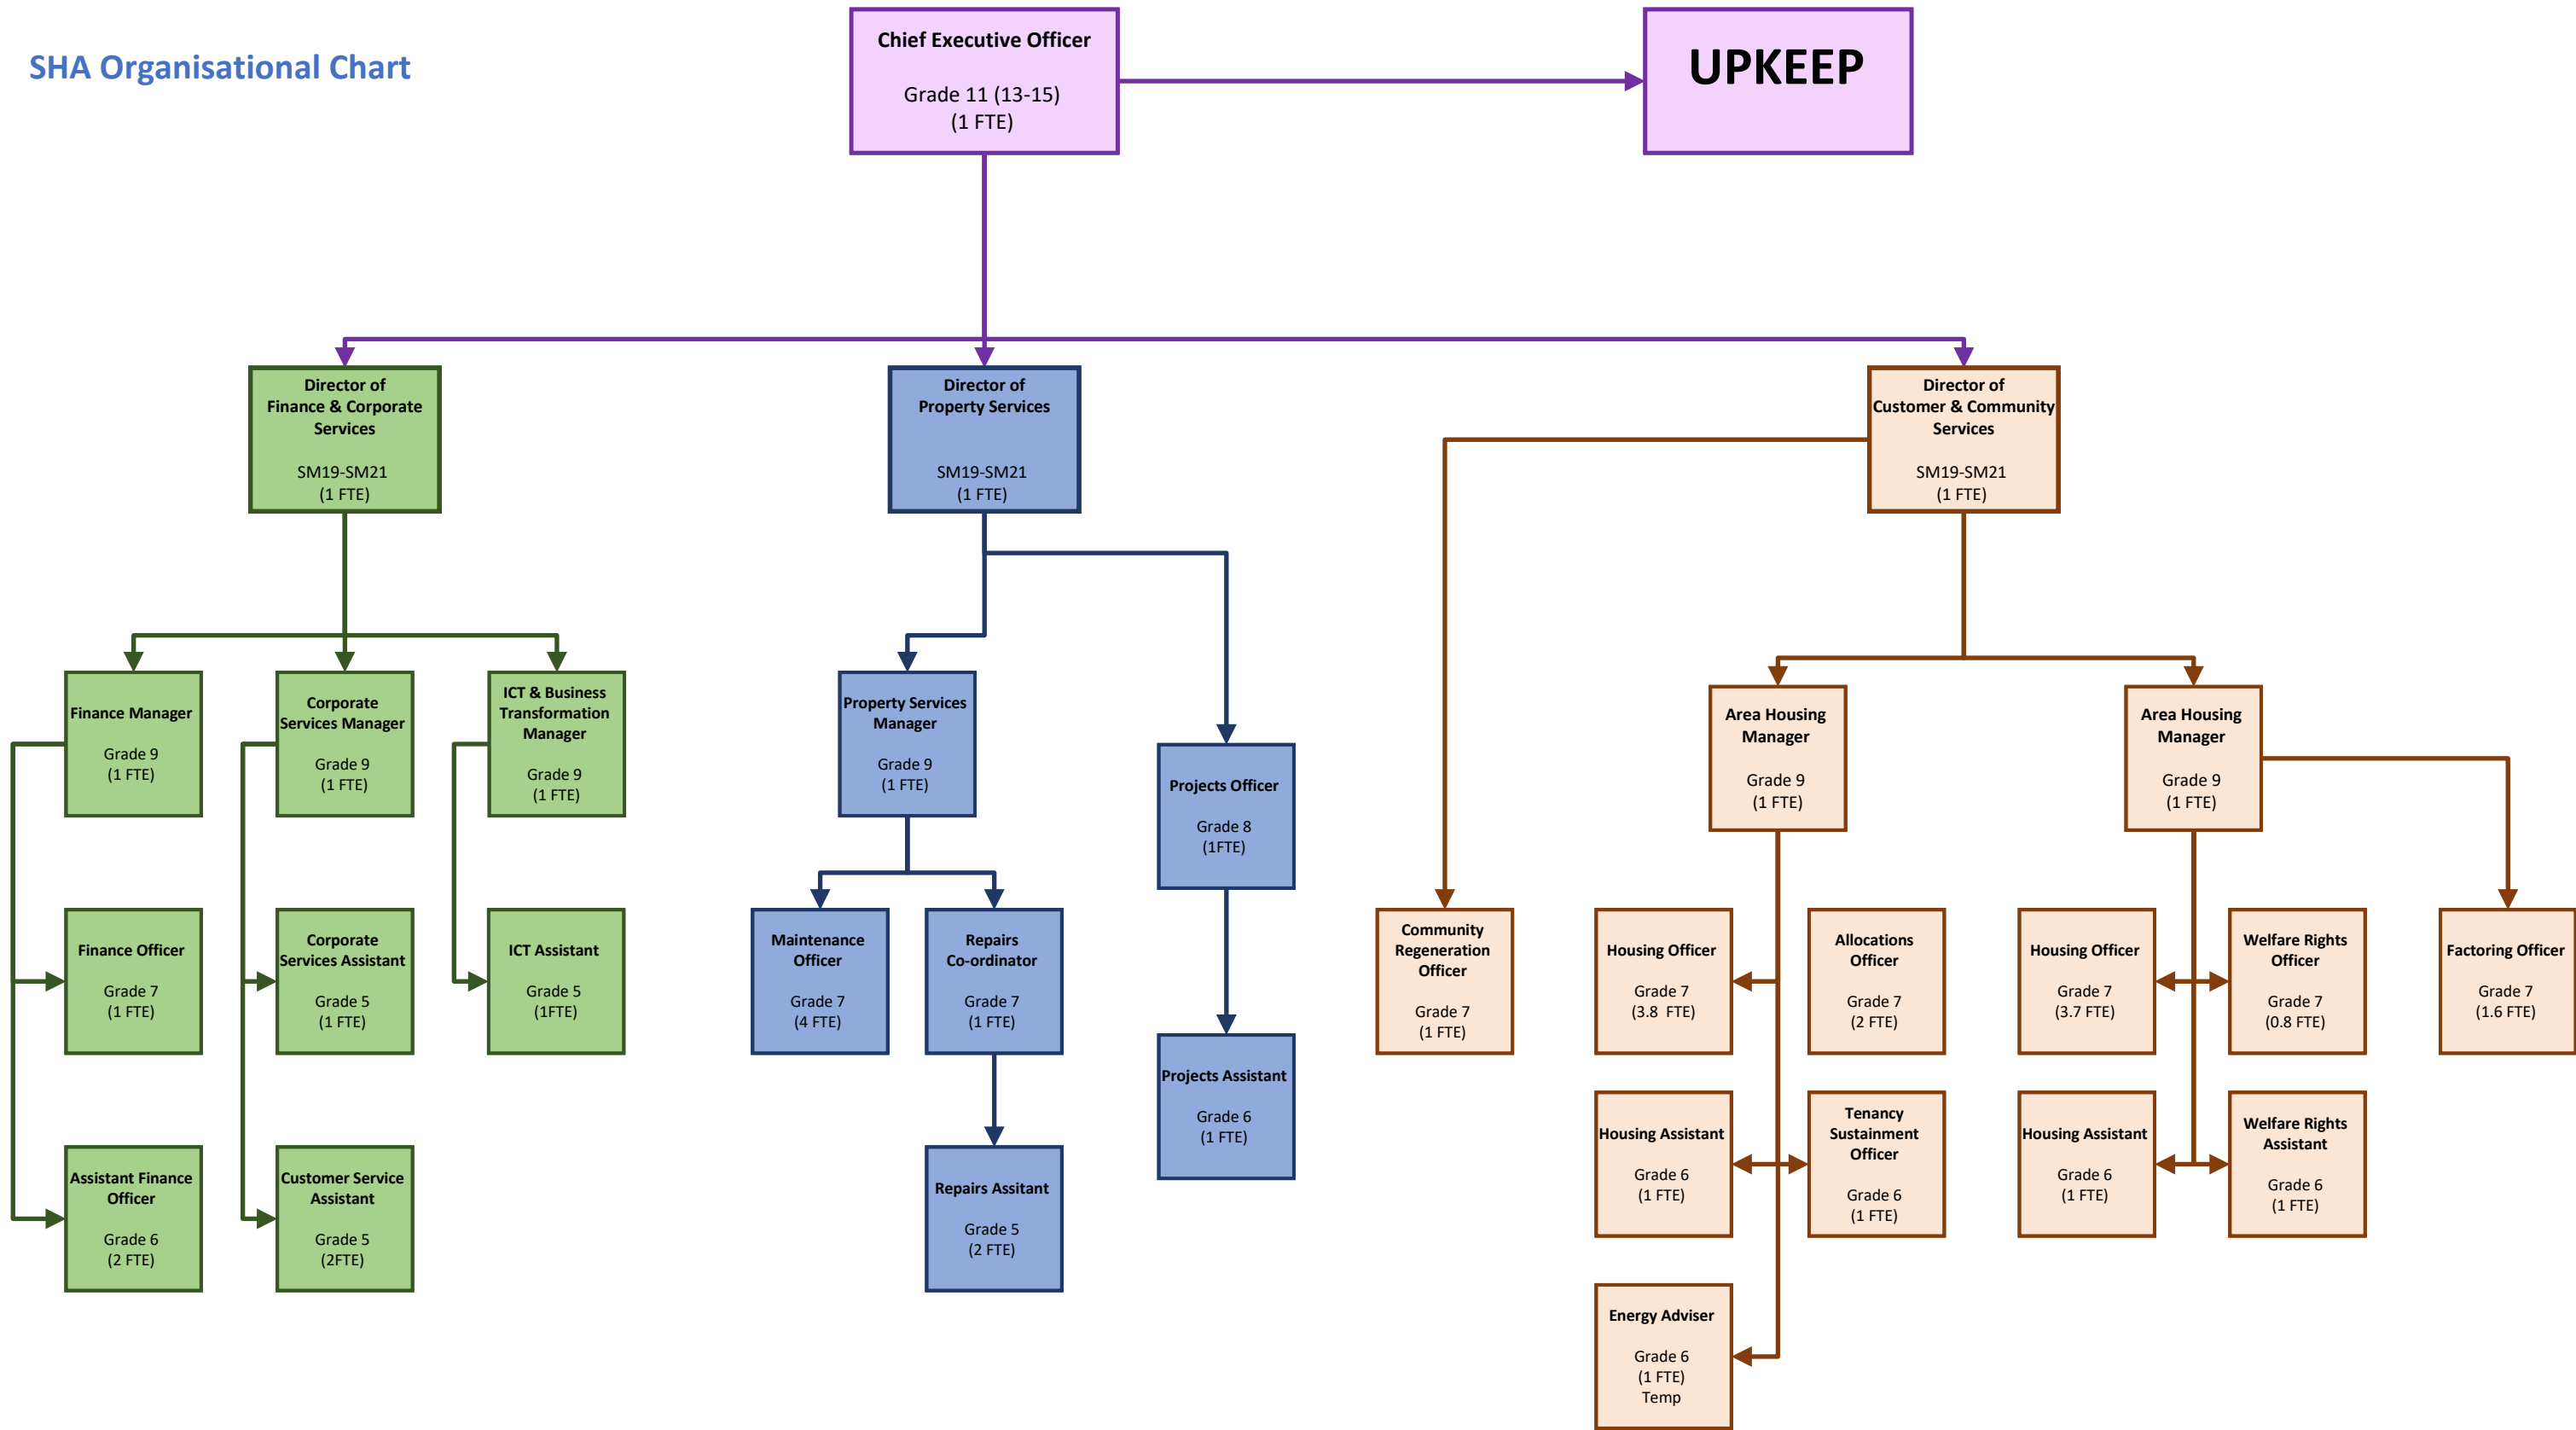 SHA Organisational Chart
Chief Executive Officer
Grade 11 (13-15)
(1 FTE)
UPKEEP
Director of
Finance & Corporate
Services
SM19-SM21
(1 FTE)
Director of
Property Services
SM19-SM21
(1 FTE)
Director of
Customer & Community
Services
SM19-SM21
(1 FTE)
Finance Manager
Grade 9
(1 FTE)
Corporate
Services Manager
Grade 9
(1 FTE)
ICT & Business
Transformation
Manager
Grade 9
(1 FTE)
Property Services
Manager
Grade 9
(1 FTE)
Projects Officer
Grade 8
(1FTE)
Area Housing
Manager
Grade 9
(1 FTE)
Area Housing
Manager
Grade 9
(1 FTE)
Finance Officer
Grade 7
(1 FTE)
Corporate
Services Assistant
Grade 5
(1 FTE)
ICT Assistant
Grade 5
(1FTE)
Maintenance
Officer
Grade 7
(4 FTE)
Repairs
Co-ordinator
Grade 7
(1 FTE)
Community
Regeneration
Officer
Grade 7
(1 FTE)
Housing Officer
Grade 7
(3.8  FTE)
Allocations
Officer
Grade 7
(2 FTE)
Housing Officer
Grade 7
(3.7 FTE)
Welfare Rights
Officer
Grade 7
(0.8 FTE)
Factoring Officer
Grade 7
(1.6 FTE)
Projects Assistant
Grade 6
(1 FTE)
Assistant Finance
Officer
Grade 6
(2 FTE)
Customer Service
Assistant
Grade 5
(2FTE)
Repairs Assitant
Grade 5
(2 FTE)
Housing Assistant
Grade 6
(1 FTE)
Tenancy
Sustainment
Officer
Grade 6
(1 FTE)
Housing Assistant
Grade 6
(1 FTE)
Welfare Rights
Assistant
Grade 6
(1 FTE)
Energy Adviser
Grade 6
(1 FTE)
Temp